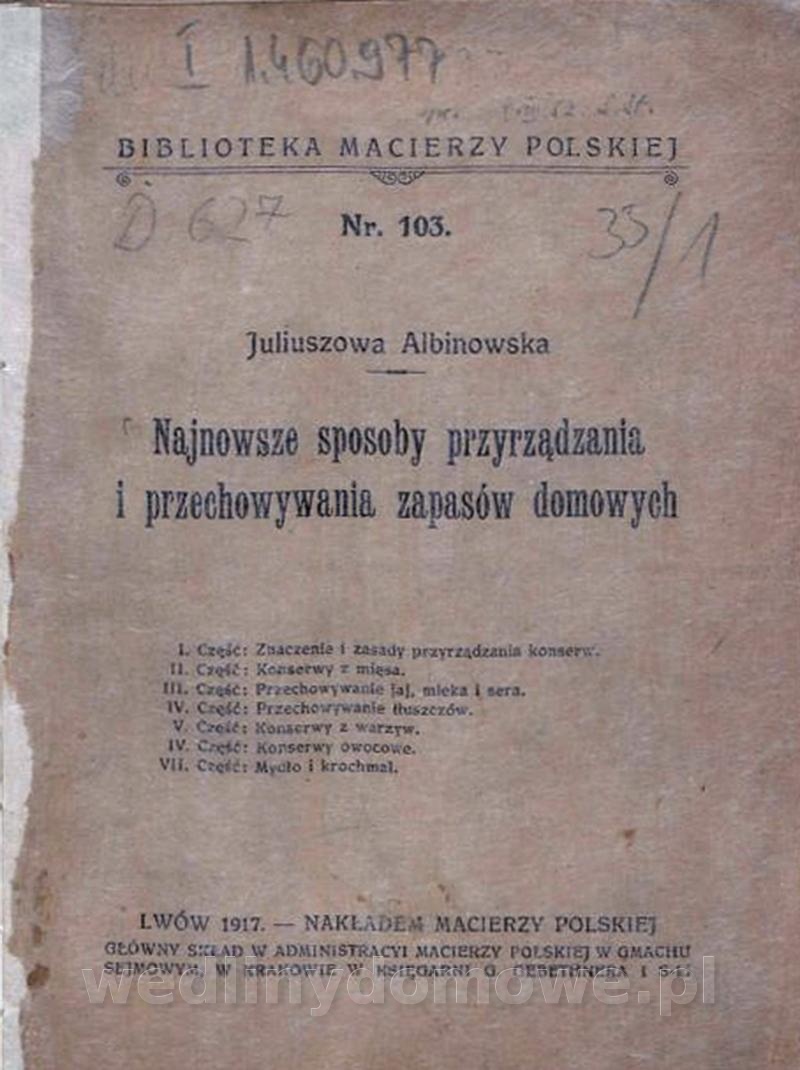 I 1.460.977
BIBLIOTEKA MACIERZY POLSKIEJ
D 627
Nr. 103.
35/1
Juliuszowa Albinowska
Najnowsze sposoby przyrządzania
i przechowywania zapasów domowych
I. Część: Znaczenie i zasady przyrządzania konserw.
II. Część: Konserwy z mięsa.
III. Część: Przechowywanie jaj, mleka i sera.
IV. Część: Przechowywanie tłuszczów.
V. Część: Konserwy z warzyw.
IV. Część: Konserwy owocowe.
VII. Część: Mydło i krochmal.
LWÓW 1917. — NAKŁADEM MACIERZY POLSKIEJ
GŁÓWNY SKŁAD W ADMINISTRACYI MACIERZY POLSKIEJ W GMACHU
SEJMOWYM, W KRAKOWIE W KSIĘGARNI G. GEBETHNERA I S-KI
wedlinydomowe.pl